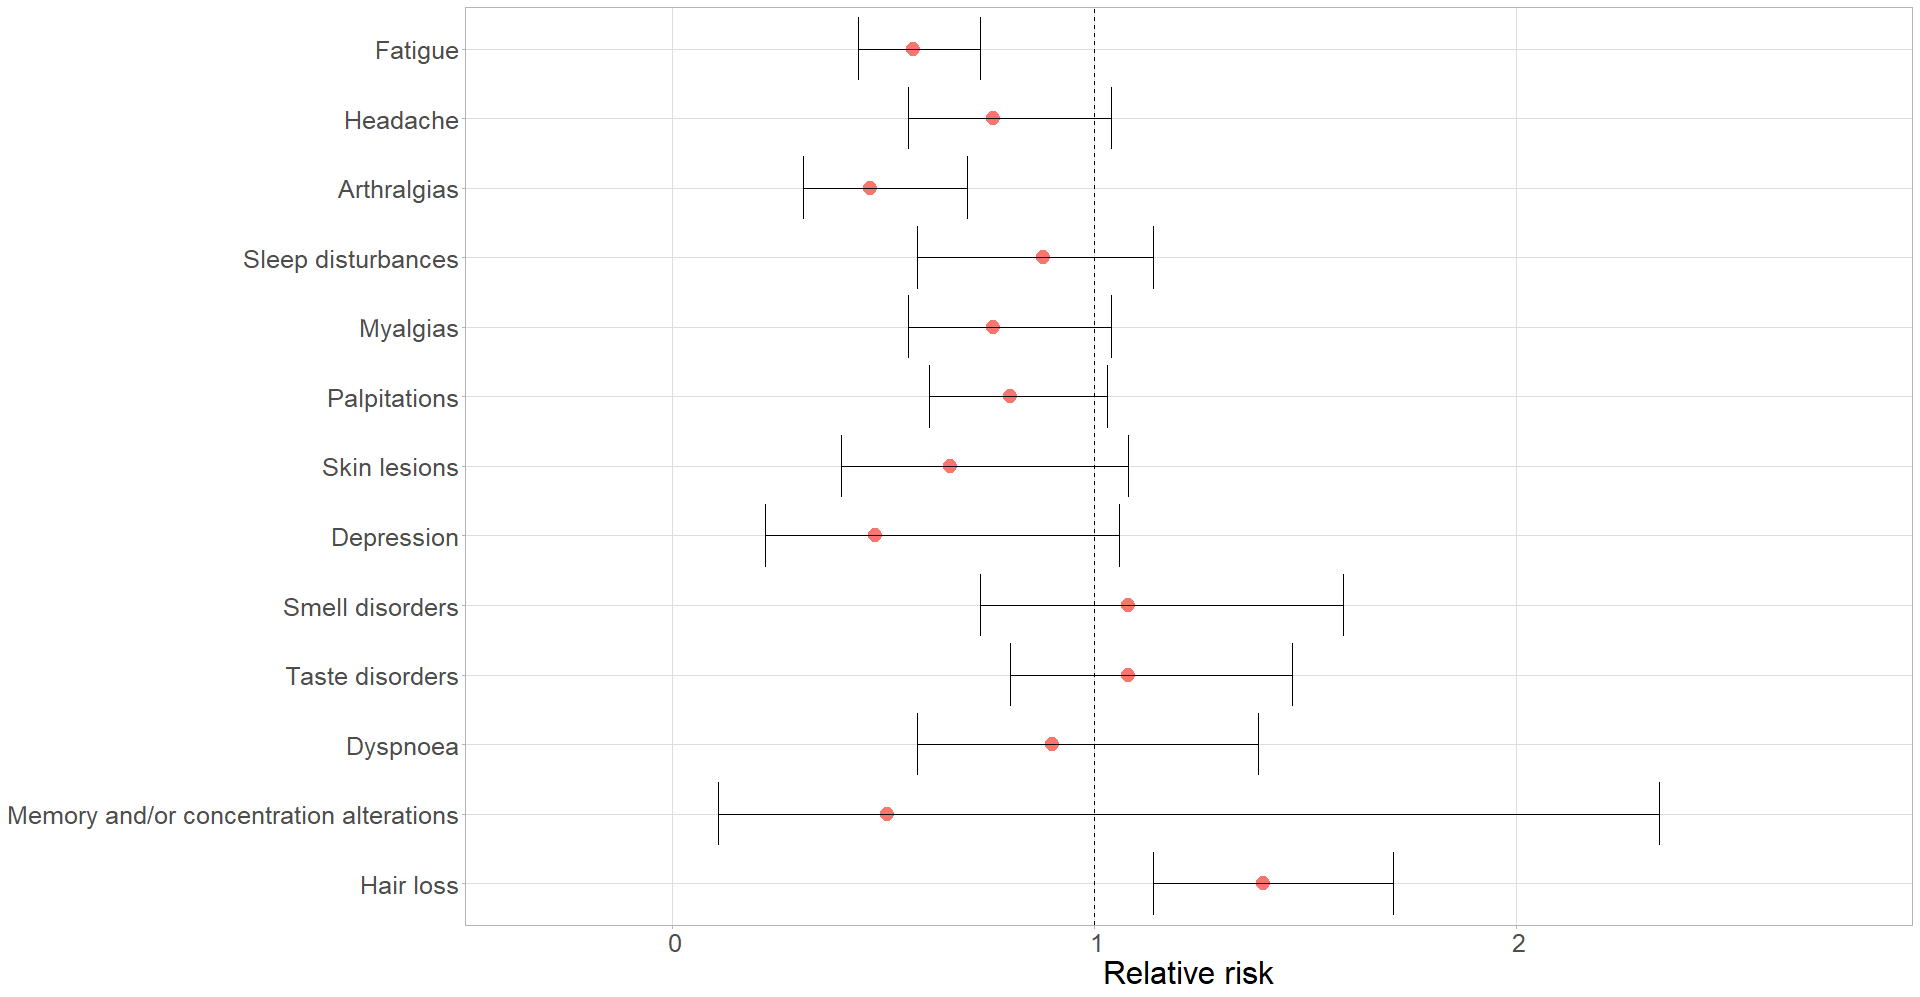 Fatigue
Headache
Arthralgias
Sleep disturbances
Myalgias
Palpitations
Skin lesions
Depression
Smell disorders
Taste disorders
Dyspnoea
Memory and/or concentration alterations
Hair loss
0 1 2
Relative risk